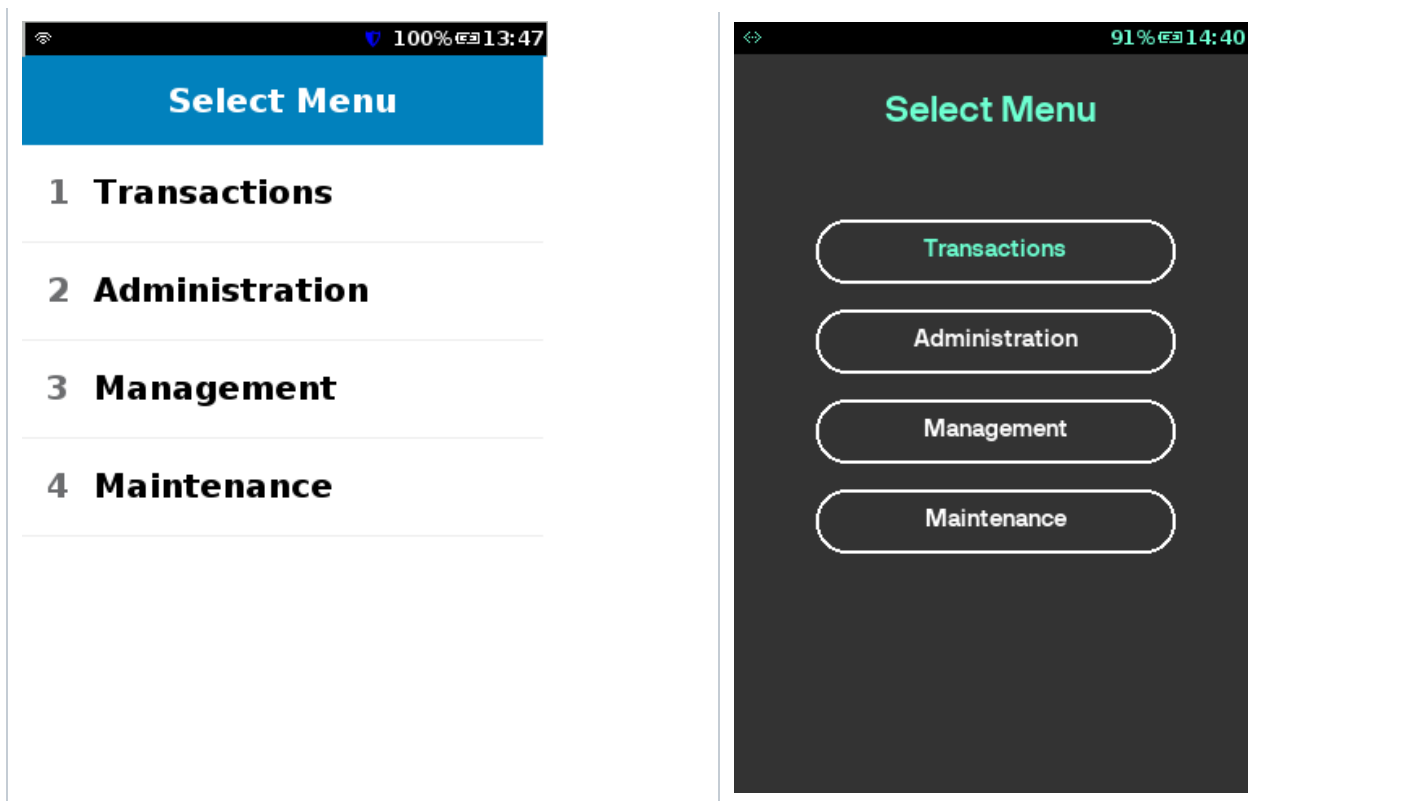 100% 13:47
Select Menu
1 Transactions
2 Administration
3 Management
4 Maintenance
91% 14:40
Select Menu
Transactions
Administration
Management
Maintenance